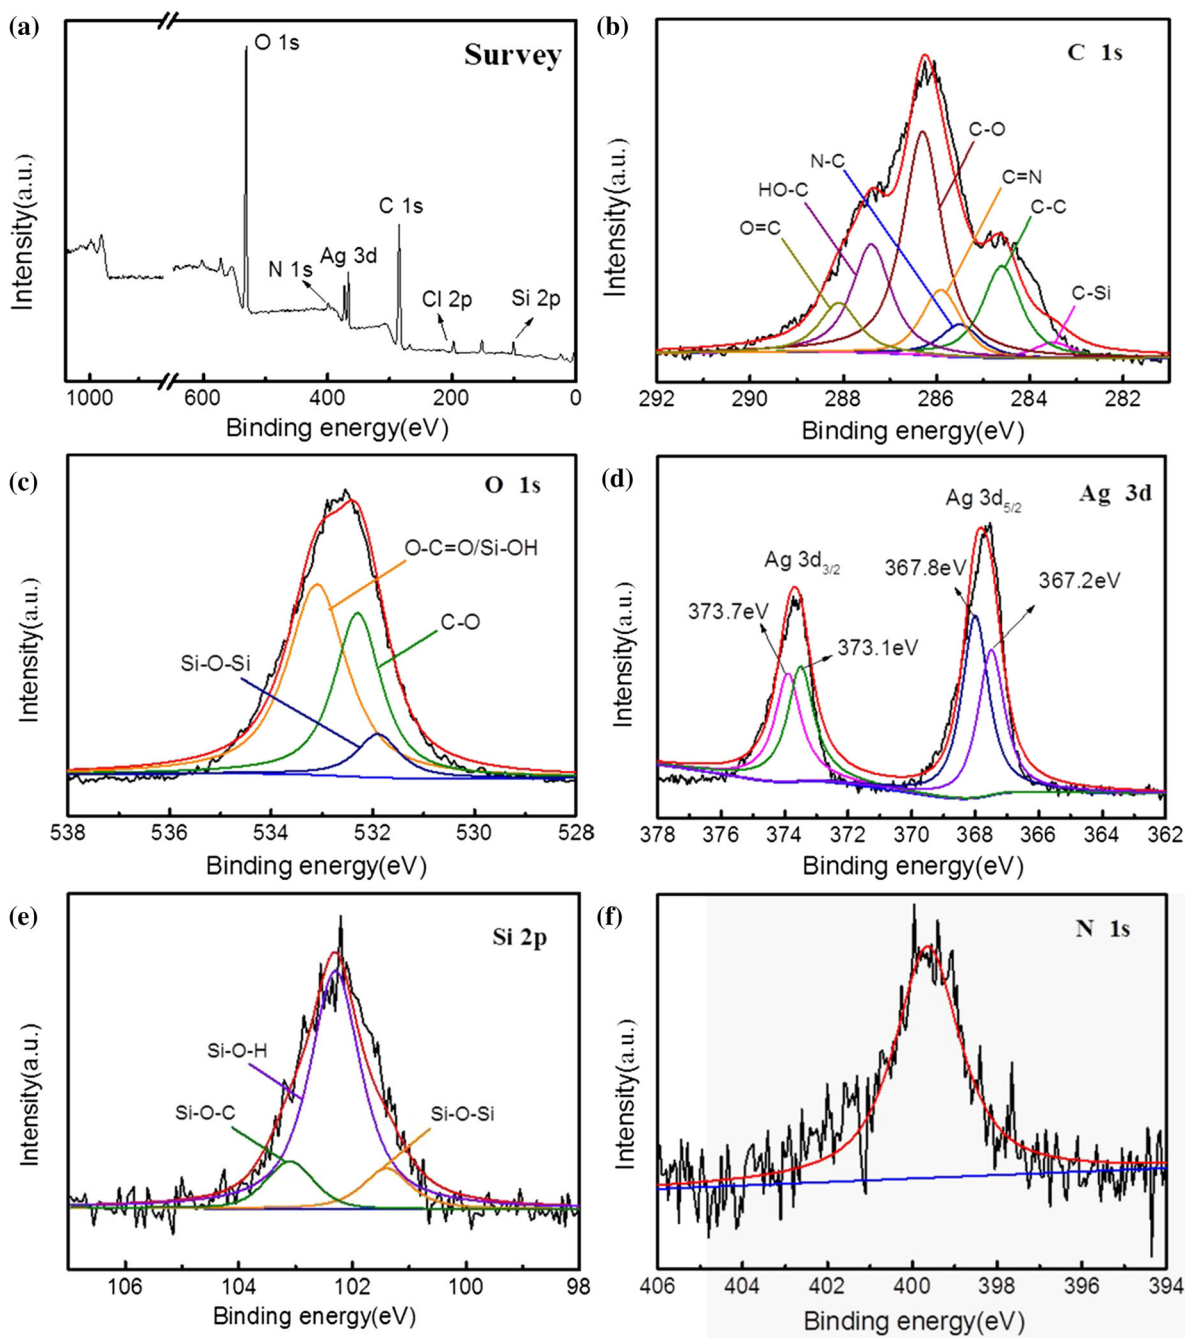 (a)
Survey
O 1s
N 1s
Ag 3d
C 1s
Cl 2p
Si 2p
Intensity(a.u.)
1000 600 400 200 0
Binding energy(eV)
(b)
C 1s
C-O
N-C
C=N
HO-C
C-C
O=C
C-Si
Intensity(a.u.)
292 290 288 286 284 282
Binding energy(eV)
(c)
O 1s
O-C=O/Si-OH
C-O
Si-O-Si
Intensity(a.u.)
538 536 534 532 530 528
Binding energy(eV)
(d)
Ag 3d
Ag 3d5/2
Ag 3d3/2
367.8eV
367.2eV
373.7eV
373.1eV
Intensity(a.u.)
378 376 374 372 370 368 366 364 362
Binding energy(eV)
(e)
Si 2p
Si-O-H
Si-O-C
Si-O-Si
Intensity(a.u.)
106 104 102 100 98
Binding energy(eV)
(f)
N 1s
Intensity(a.u.)
406 404 402 400 398 396 394
Binding energy(eV)